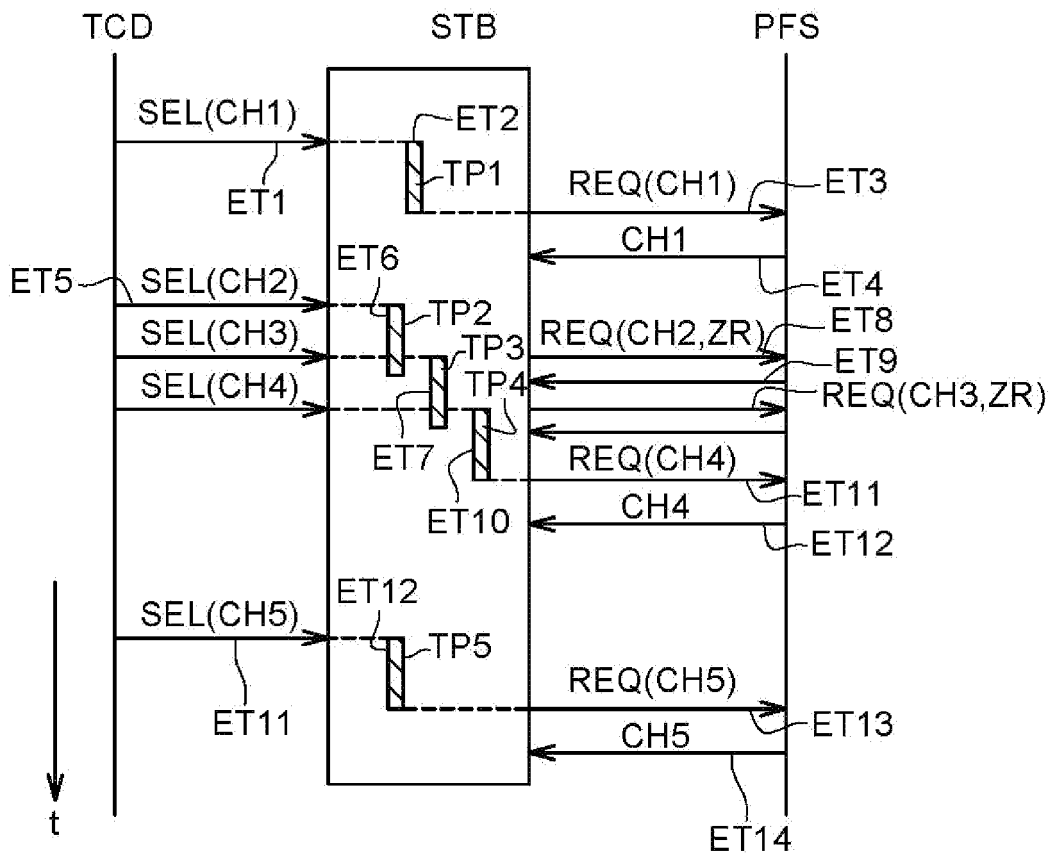 TCD STB PFS
SEL(CH1) ET2
TP1
ET1 REQ(CH1) ET3
CH1
ET6 ET4
ET5 SEL(CH2)
TP2 ET8
SEL(CH3) TP3 REQ(CH2,ZR)
ET9
SEL(CH4) TP4 REQ(CH3,ZR)
ET7 REQ(CH4)
ET10 ET11
CH4
ET12
SEL(CH5) ET12
TP5
ET11 REQ(CH5)
ET13
CH5
t ET14